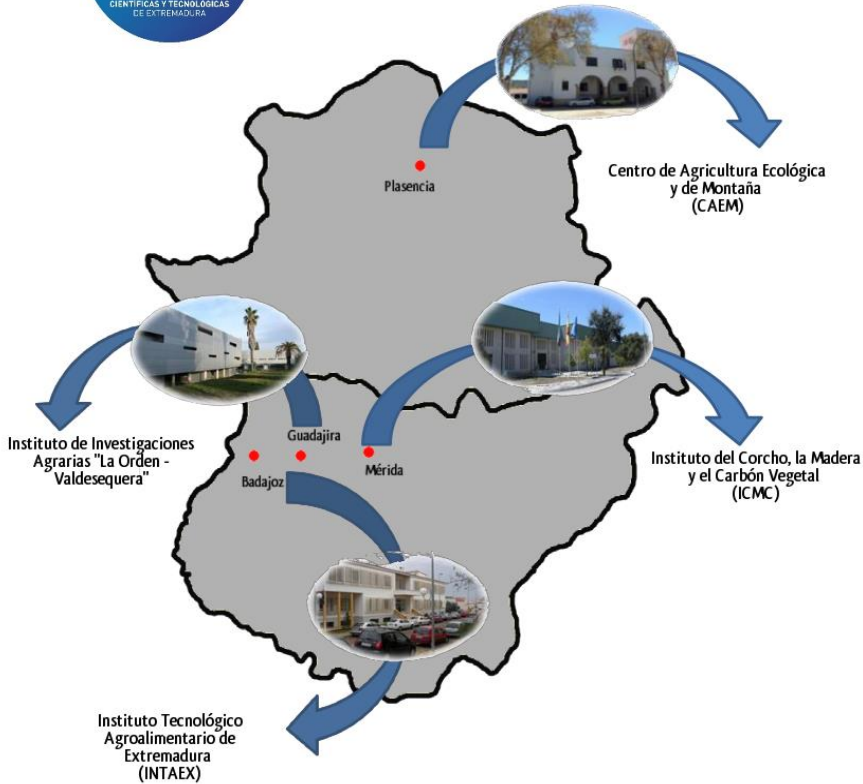 CIENTÍFICAS Y TECNOLÓGICAS
DE EXTREMADURA
Plasencia
Centro de Agricultura Ecológica
y de Montaña
(CAEM)
Instituto de Investigaciones
Agrarias "La Orden -
Valdesequera"
Guadajira
Badajoz
Mérida
Instituto del Corcho, la Madera
y el Carbón Vegetal
(ICMC)
Instituto Tecnológico
Agroalimentario de
Extremadura
(INTAEX)